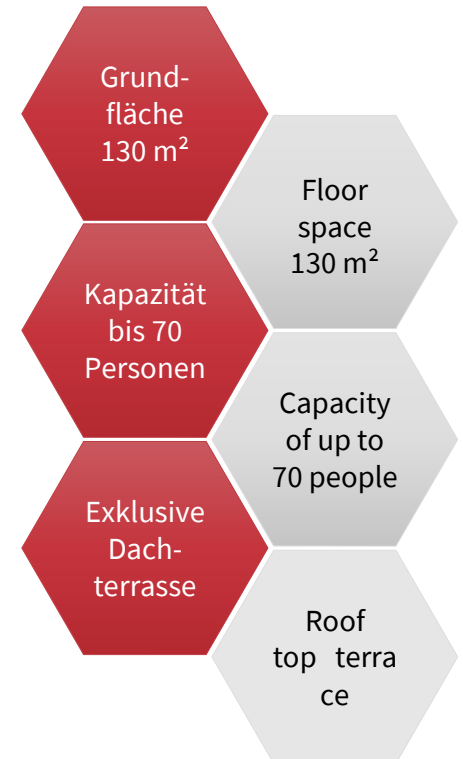 Grund-
fläche
130 m²
Floor
space
130 m²
Kapazität
bis 70
Personen
Capacity
of up to
70 people
Exklusive
Dach-
terrasse
Roof
top terra
ce